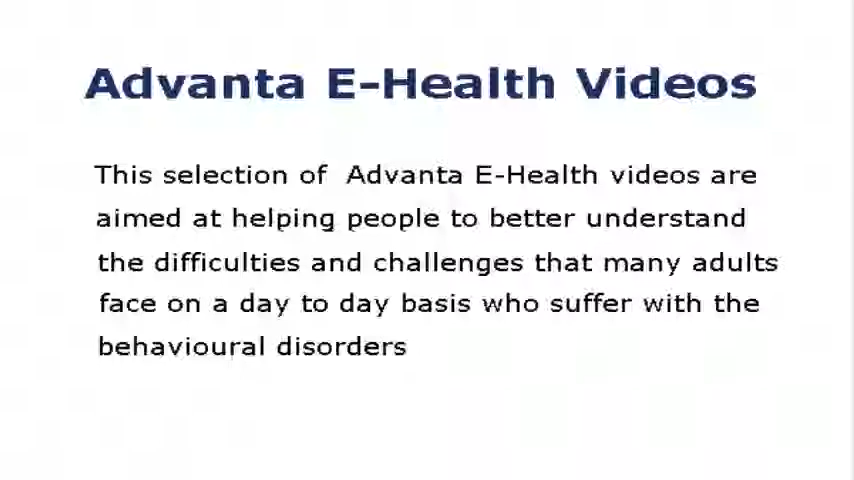 Advanta E-Health Videos
This selection of  Advanta E-Health videos are
aimed at helping people to better understand
the difficulties and challenges that many adults
face on a day to day basis who suffer with the
behavioural disorders